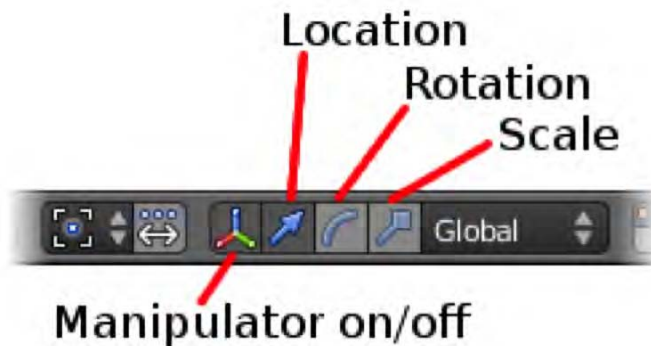 Location
Rotation
Scale
Global
Manipulator on/off